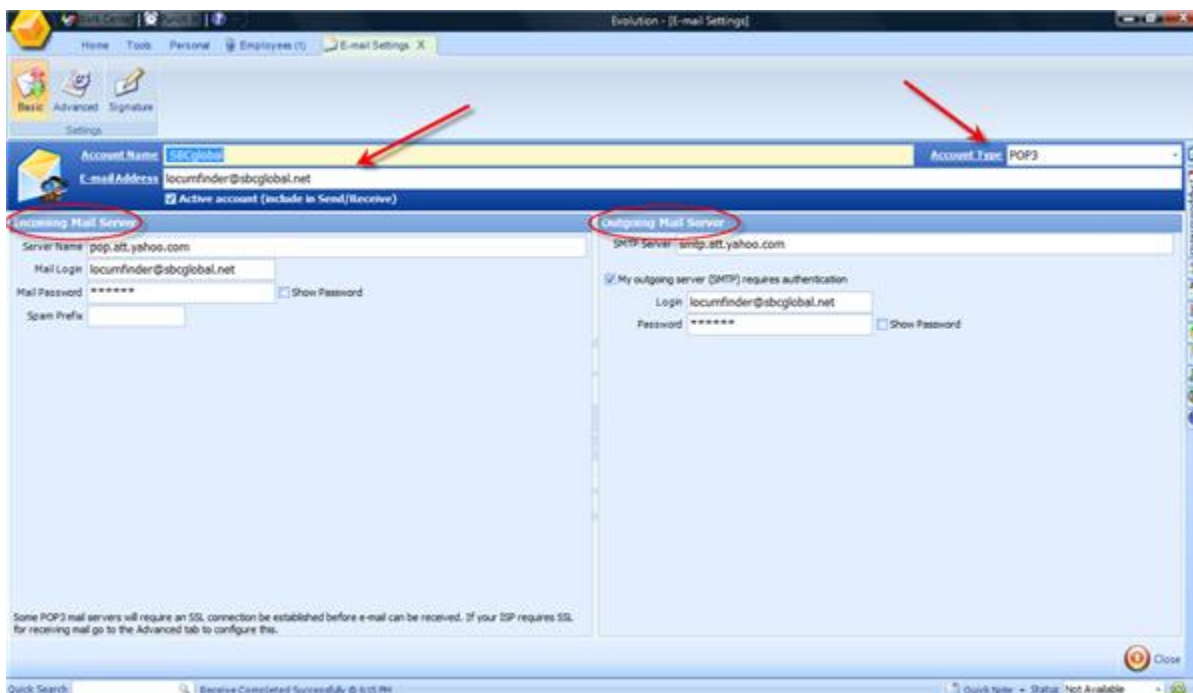 Evolution - [E-mail Settings]
Home Tools Personal Employees (1) E-mail Settings X
Basic Advanced Signature
Settings
Account Name SBCglobal Account Type POP3
E-mail Address locumfinder@sbcglobal.net
Active account (include in Send/Receive)
Incoming Mail Server
Server Name pop.att.yahoo.com
Mail Login locumfinder@sbcglobal.net
Mail Password ****** Show Password
Spam Prefix
Outgoing Mail Server
SMTP Server smtp.att.yahoo.com
My outgoing server (SMTP) requires authentication
Login locumfinder@sbcglobal.net
Password ****** Show Password
Some POP3 mail servers will require an SSL connection be established before e-mail can be received. If your ISP requires SSL
for receiving mail go to the Advanced tab to configure this.
Close
Quick Search Receive Completed Successfully @ 6:15 PM Quick Note Status: Not Available